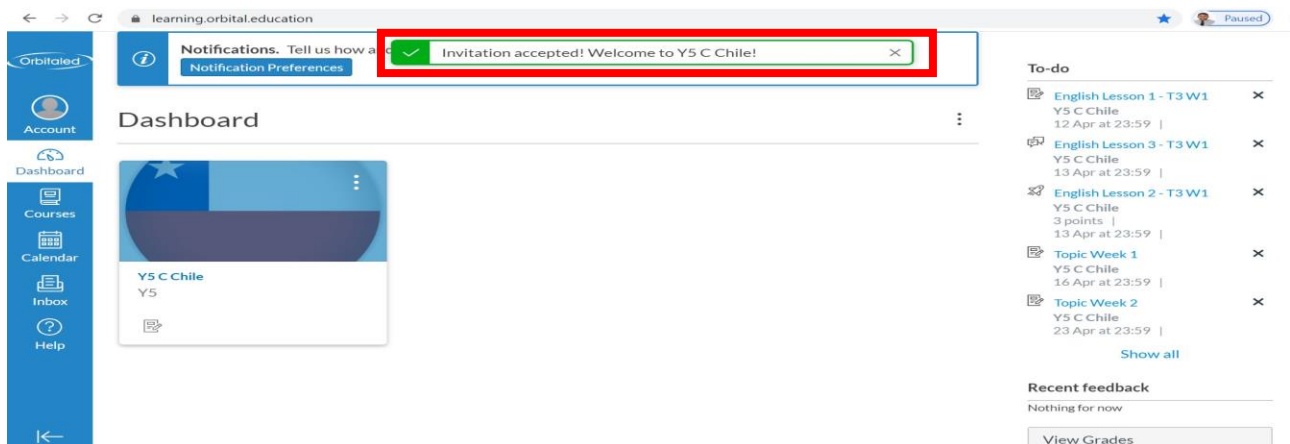 learning.orbital.education
Paused
Orbitaled
Account
Dashboard
Courses
Calendar
Inbox
Help
Notifications. Tell us how a
Notification Preferences
Invitation accepted! Welcome to Y5 C Chile!
Dashboard
Y5 C Chile
Y5
To-do
English Lesson 1 - T3 W1
Y5 C Chile
12 Apr at 23:59 |
English Lesson 3 - T3 W1
Y5 C Chile
13 Apr at 23:59 |
English Lesson 2 - T3 W1
Y5 C Chile
3 points |
13 Apr at 23:59 |
Topic Week 1
Y5 C Chile
16 Apr at 23:59 |
Topic Week 2
Y5 C Chile
23 Apr at 23:59 |
Show all
Recent feedback
Nothing for now
View Grades